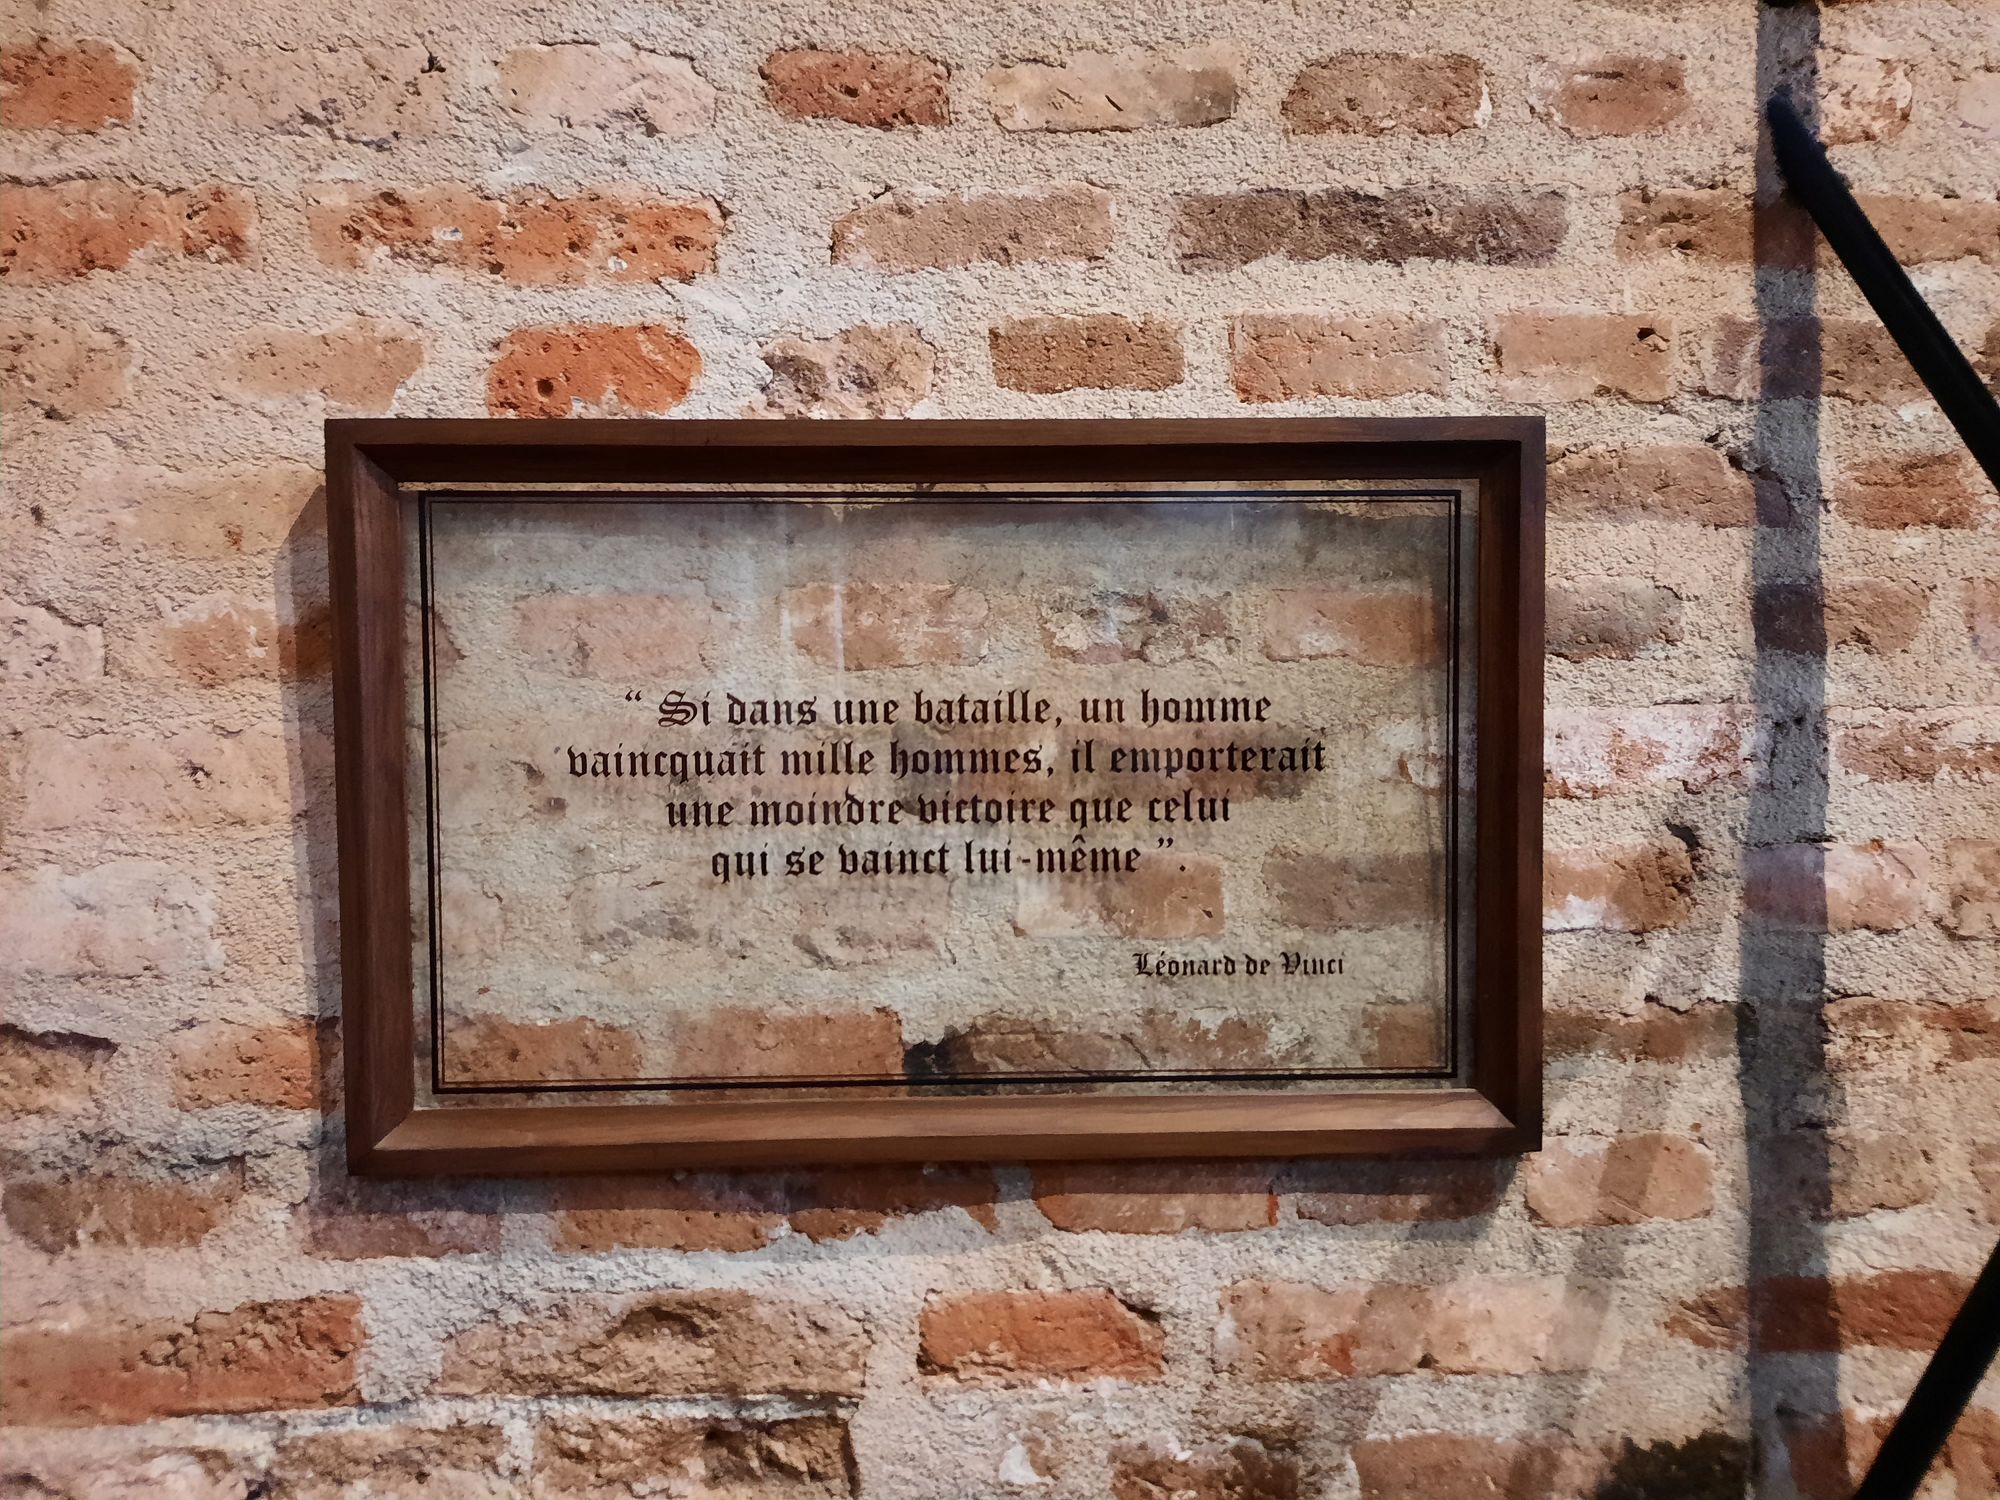 “ Si dans une bataille, un homme
vaincquait mille hommes, il emporterait
une moindre victoire que celui
qui se vainct lui-même ”.
Léonard de Vinci